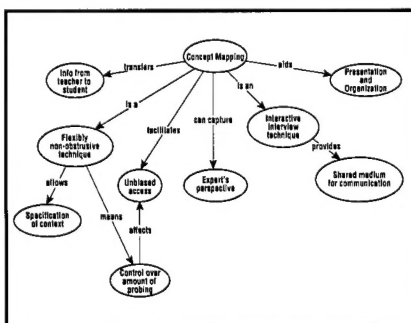 Concept Mapping
transfers
aids
Info from
teacher to
student
Presentation
and
Organization
is a
facilitates
can capture
is an
Flexibly
non-obstrusive
technique
Interactive
interview
technique
allows
provides
Unbiased
access
Expert's
perspective
Shared medium
for communication
Specification
of context
means
affects
Control over
amount of
probing